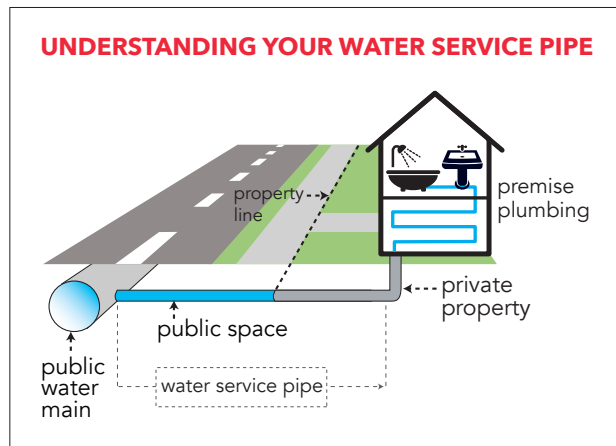 UNDERSTANDING YOUR WATER SERVICE PIPE
property
line
premise
plumbing
private
property
public space
public
water
main
water service pipe